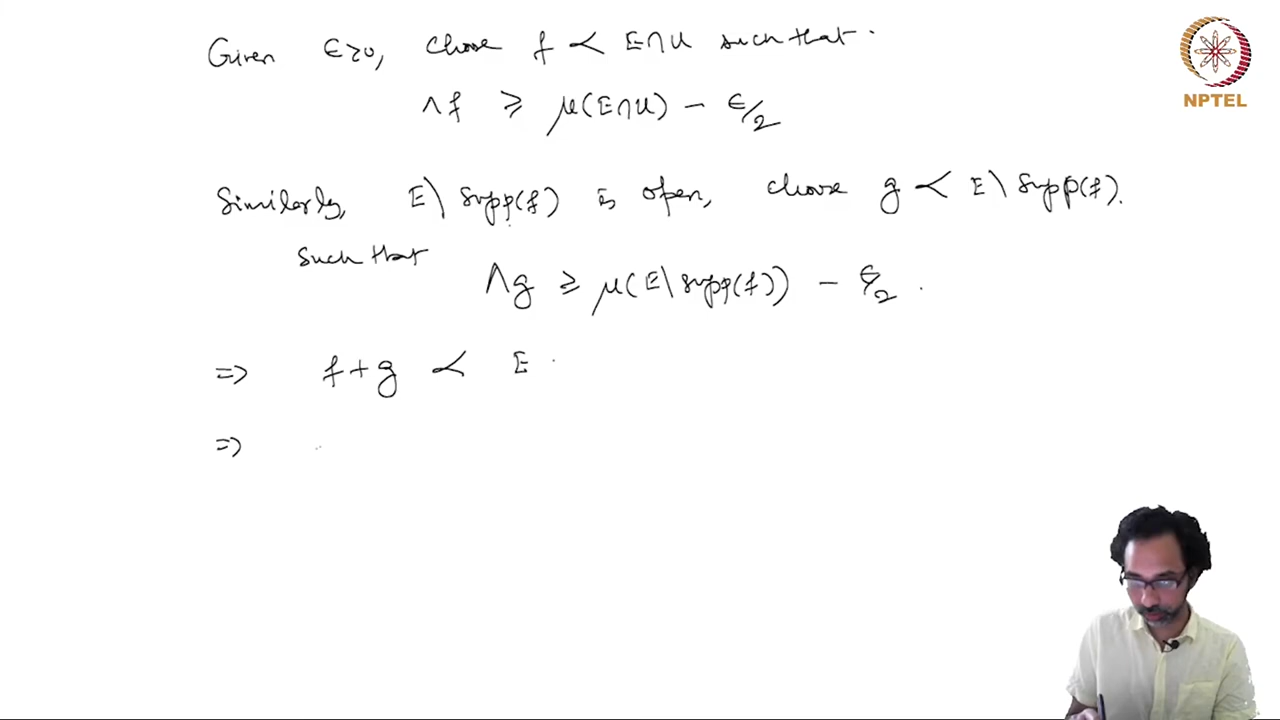 Given ϵ>0, choose f ≺ E∩U such that.
Λf ≥ μ(E∩U) - ϵ/2
Similarly, E\ supp(f) is open, choose g ≺ E\ supp(f).
such that
Λg ≥ μ(E\supp(f)) - ϵ/2.
⇒ f+g ≺ E.
⇒
NPTEL